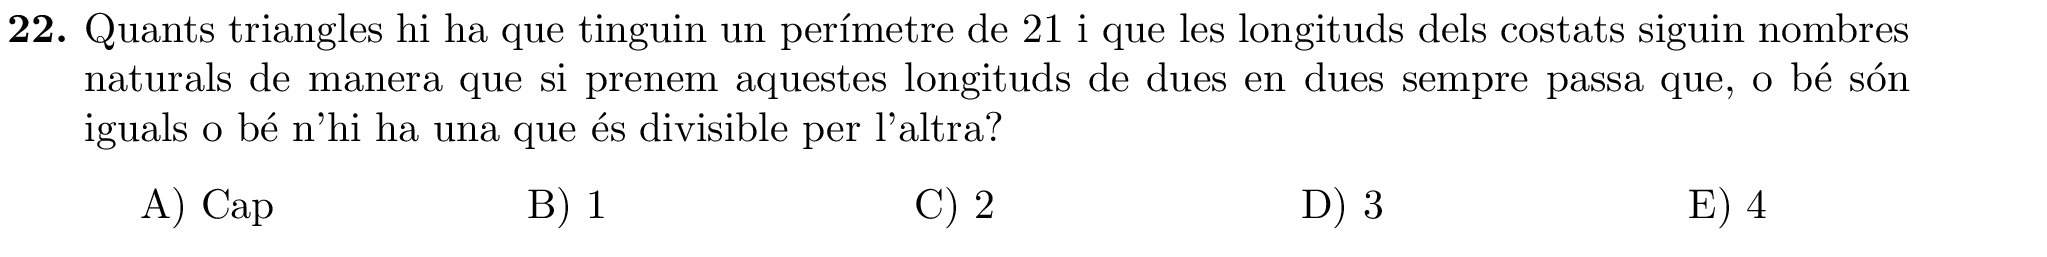 22. Quants triangles hi ha que tinguin un perímetre de 21 i que les longituds dels costats siguin nombres
naturals de manera que si prenem aquestes longituds de dues en dues sempre passa que, o bé són
iguals o bé n'hi ha una que és divisible per l'altra?
A) Cap B) 1 C) 2 D) 3 E) 4